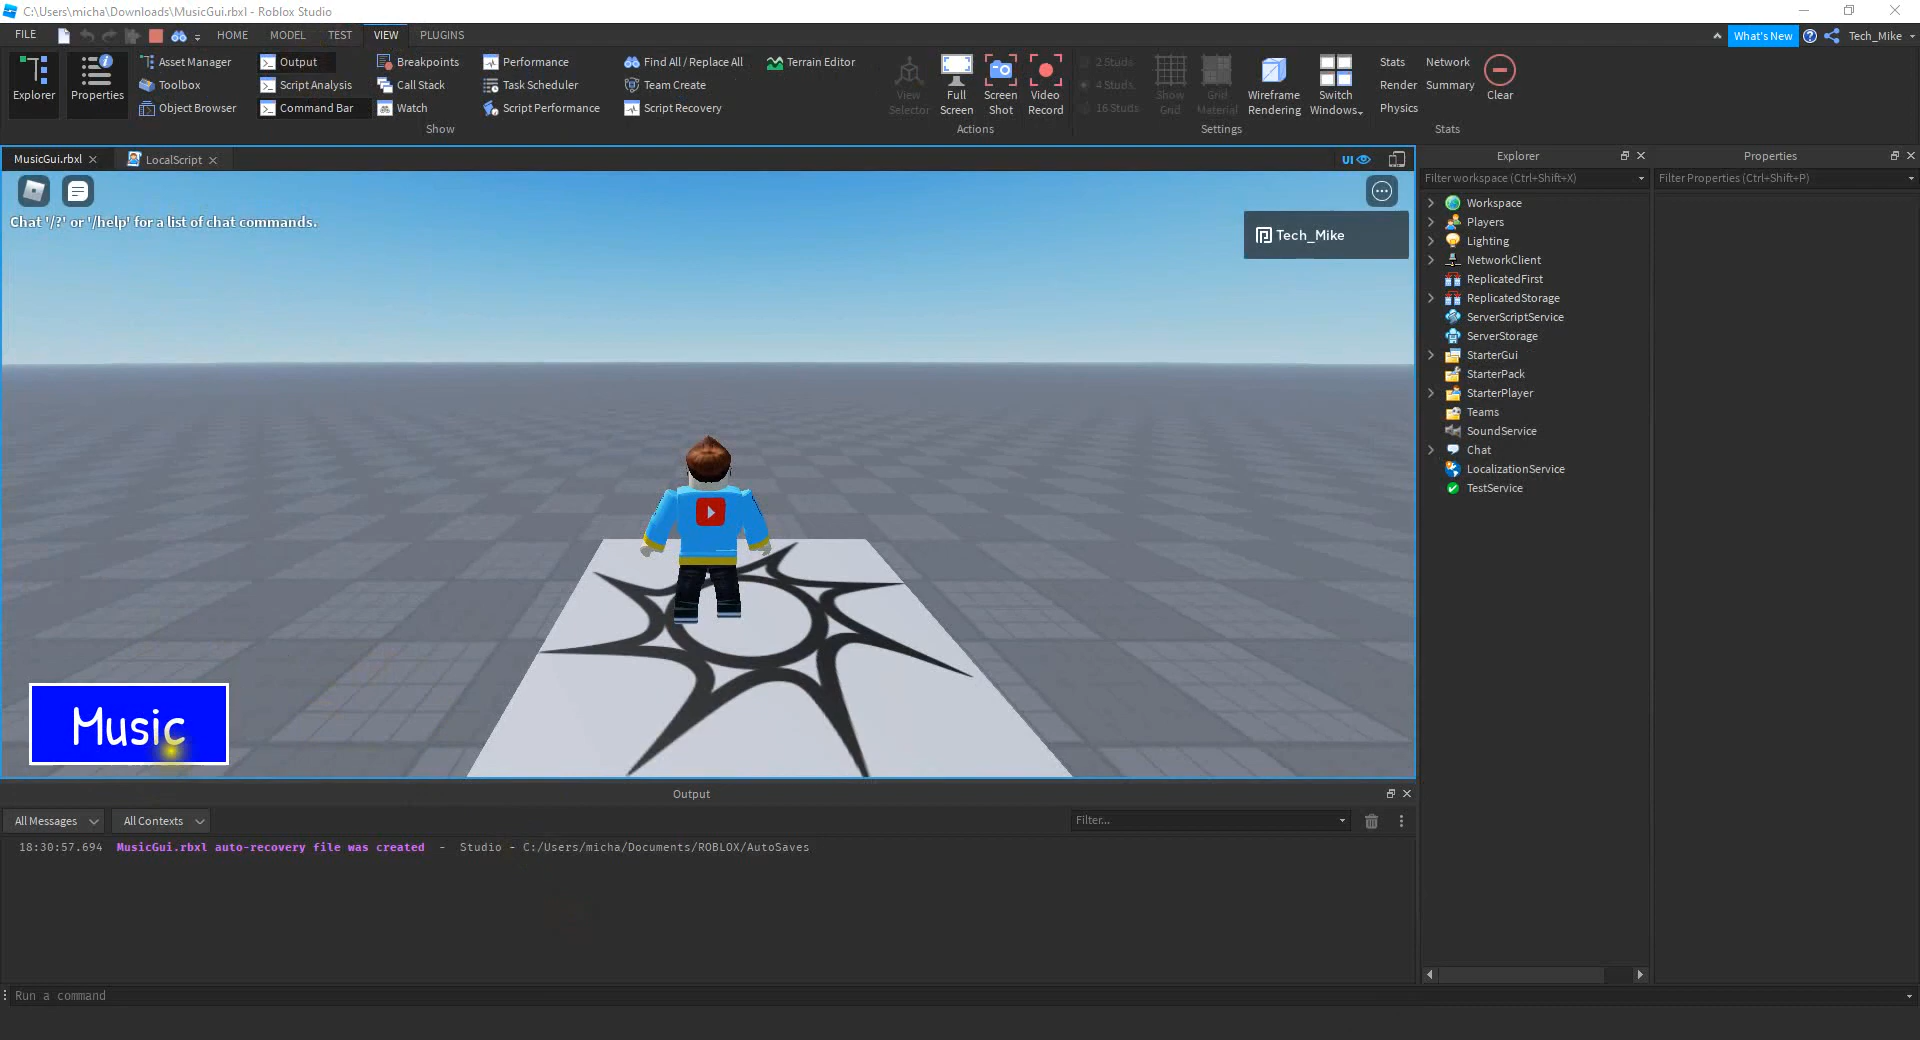 C:\Users\micha\Downloads\MusicGui.rbxl - Roblox Studio
FILE HOME MODEL TEST VIEW PLUGINS What's New Tech_Mike
Explorer
Properties
Asset Manager
Toolbox
Object Browser
Output
Script Analysis
Command Bar
Breakpoints
Call Stack
Watch
Performance
Task Scheduler
Script Performance
Find All / Replace All
Team Create
Script Recovery
Terrain Editor
Show
View
Selector
Full
Screen
Screen
Shot
Video
Record
Actions
2 Studs
4 Studs
16 Studs
Show
Grid
Grid
Material
Wireframe
Rendering
Switch
Windows
Settings
Stats
Render
Physics
Network
Summary
Clear
Stats
MusicGui.rbxl LocalScript UI
Chat '/?' or '/help' for a list of chat commands.
Tech_Mike
Music
Explorer
Filter workspace (Ctrl+Shift+X)
Workspace
Players
Lighting
NetworkClient
ReplicatedFirst
ReplicatedStorage
ServerScriptService
ServerStorage
StarterGui
StarterPack
StarterPlayer
Teams
SoundService
Chat
LocalizationService
TestService
Properties
Filter Properties (Ctrl+Shift+P)
Output
All Messages All Contexts Filter...
18:30:57.694 MusicGui.rbxl auto-recovery file was created - Studio - C:/Users/micha/Documents/ROBLOX/AutoSaves
Run a command